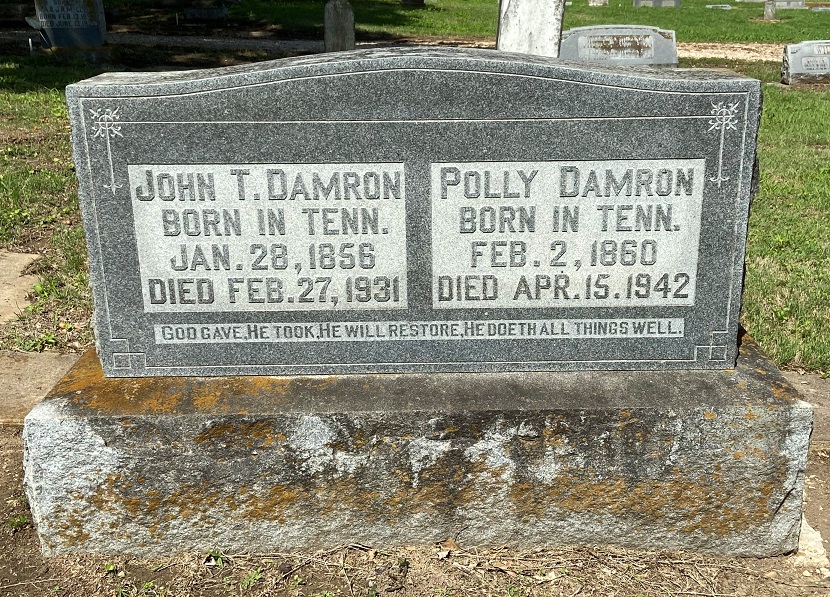 JOHN T. DAMRON
BORN IN TENN.
JAN. 28, 1856
DIED FEB. 27, 1931
POLLY DAMRON
BORN IN TENN.
FEB. 2, 1860
DIED APR. 15. 1942
GOD GAVE, HE TOOK, HE WILL RESTORE, HE DOETH ALL THINGS WELL.